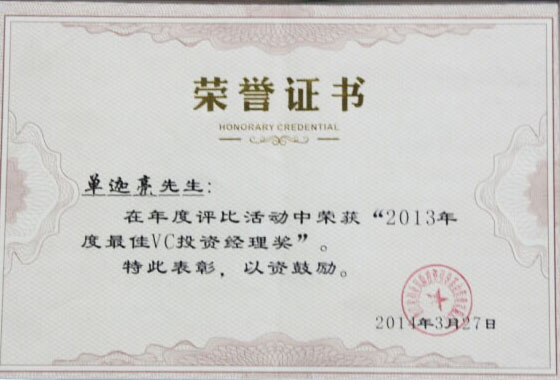 荣誉证书
HONORARY CREDENTIAL
单迦亮先生:
在年度评比活动中荣获“2013年
度最佳VC投资经理奖”。
特此表彰，以资鼓励。
2014年3月27日